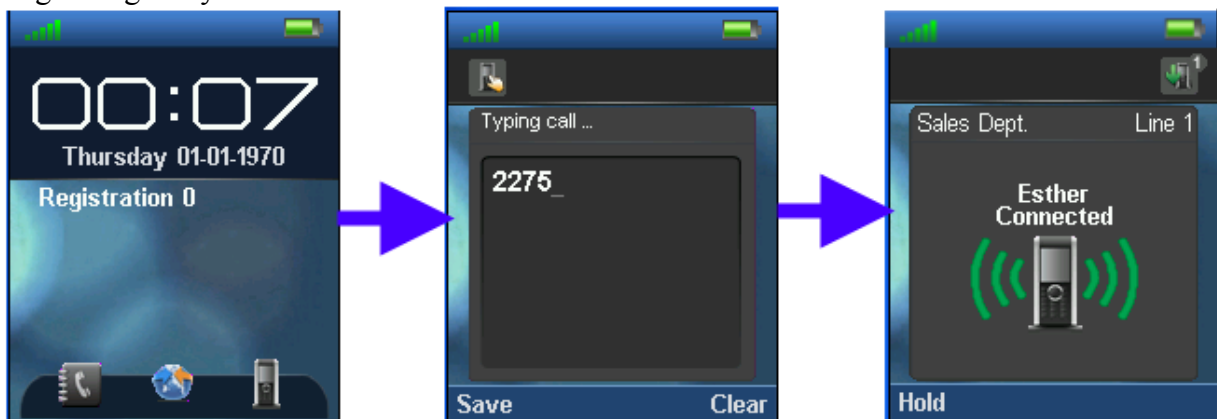 00:07
Thursday 01-01-1970
Registration 0
Typing call ...
2275_
Save Clear
1
Sales Dept. Line 1
Esther
Connected
Hold